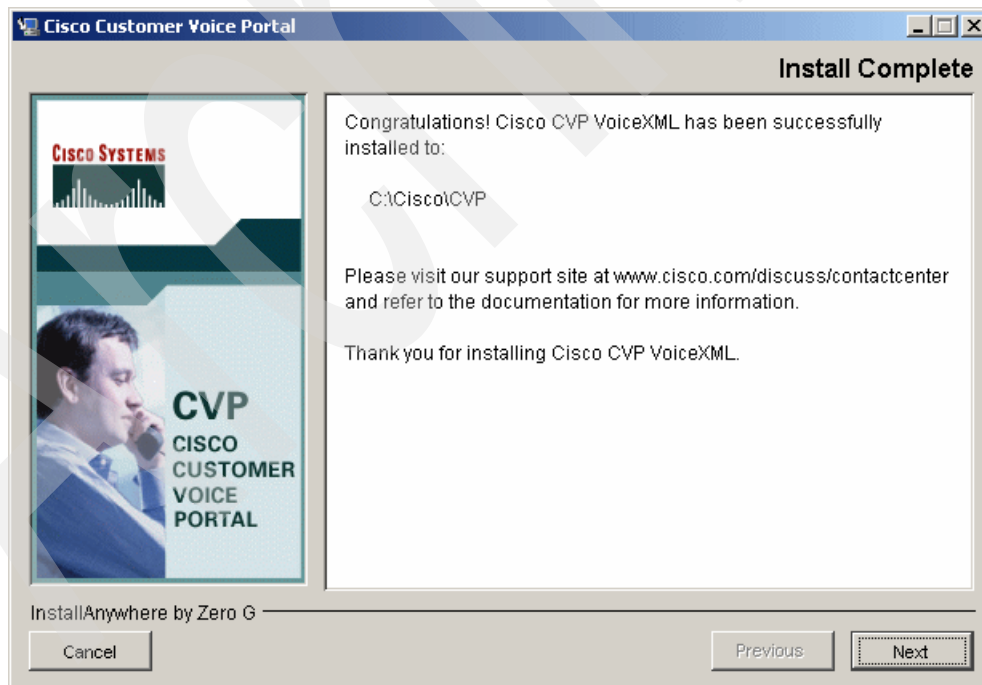 Cisco Customer Voice Portal
Install Complete
CISCO SYSTEMS
CVP
CISCO
CUSTOMER
VOICE
PORTAL
Congratulations! Cisco CVP VoiceXML has been successfully
installed to:
C:\Cisco\CVP
Please visit our support site at www.cisco.com/discuss/contactcenter
and refer to the documentation for more information.
Thank you for installing Cisco CVP VoiceXML.
InstallAnywhere by Zero G
Cancel
Previous
Next